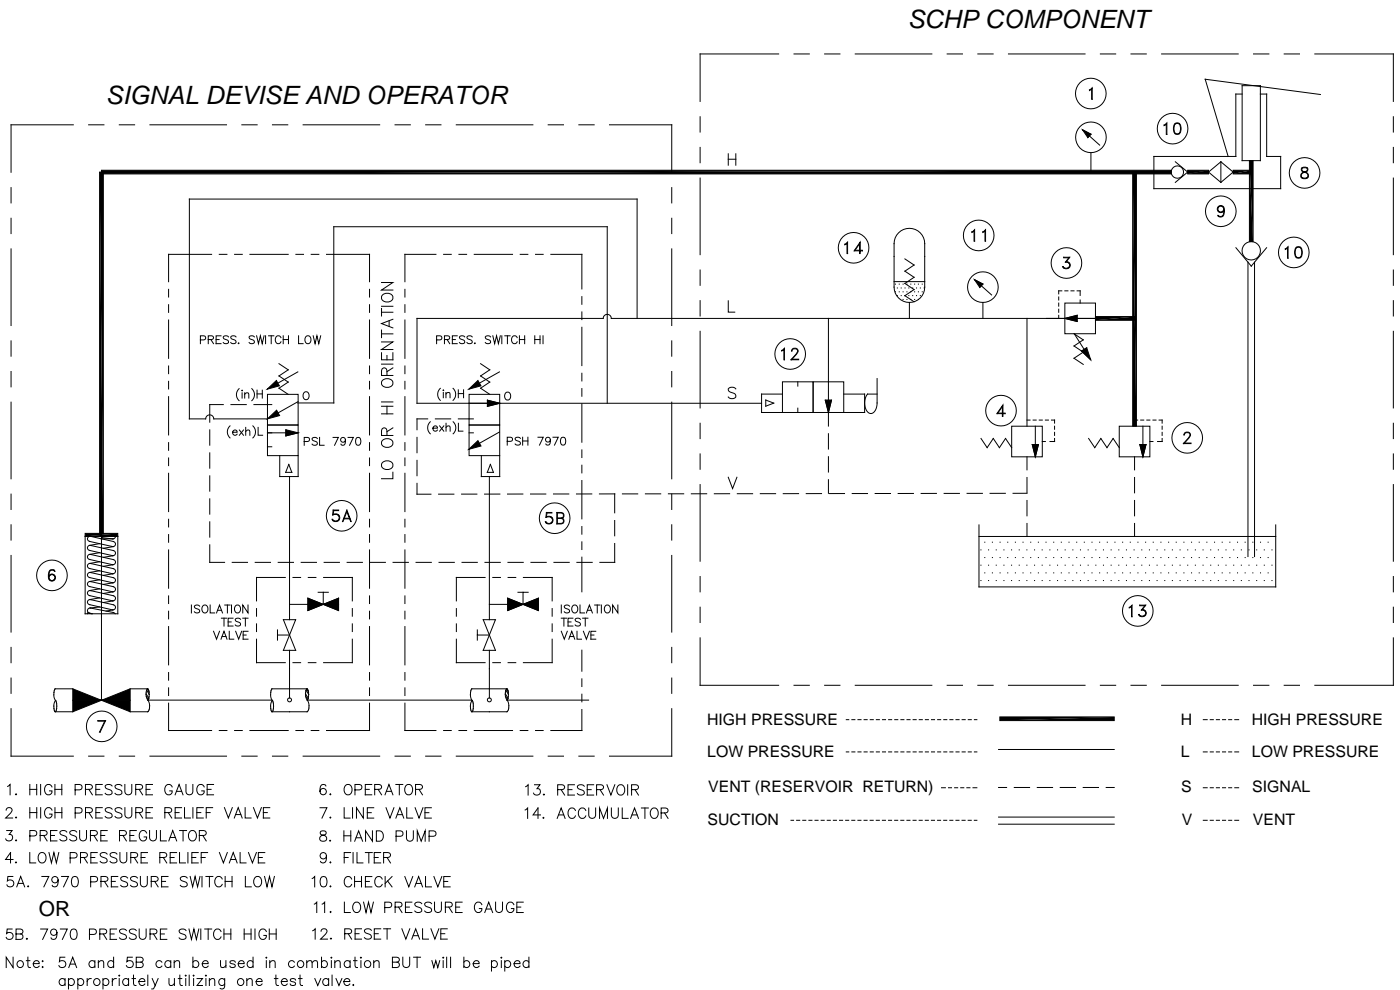 SCHP COMPONENT
SIGNAL DEVISE AND OPERATOR
1
10
H
8
9
14
11
10
3
LO OR HI ORIENTATION
L
PRESS. SWITCH LOW
PRESS. SWITCH HI
12
(in)H
O
(in)H
O
S
4
(exh)L
PSL 7970
(exh)L
PSH 7970
2
V
5A
5B
6
ISOLATION
TEST
VALVE
ISOLATION
TEST
VALVE
13
7
HIGH PRESSURE
H HIGH PRESSURE
LOW PRESSURE
L LOW PRESSURE
VENT (RESERVOIR RETURN)
S SIGNAL
SUCTION
V VENT
1. HIGH PRESSURE GAUGE
2. HIGH PRESSURE RELIEF VALVE
3. PRESSURE REGULATOR
4. LOW PRESSURE RELIEF VALVE
5A. 7970 PRESSURE SWITCH LOW
OR
5B. 7970 PRESSURE SWITCH HIGH
6. OPERATOR
7. LINE VALVE
8. HAND PUMP
9. FILTER
10. CHECK VALVE
11. LOW PRESSURE GAUGE
12. RESET VALVE
13. RESERVOIR
14. ACCUMULATOR
Note: 5A and 5B can be used in combination BUT will be piped
appropriately utilizing one test valve.